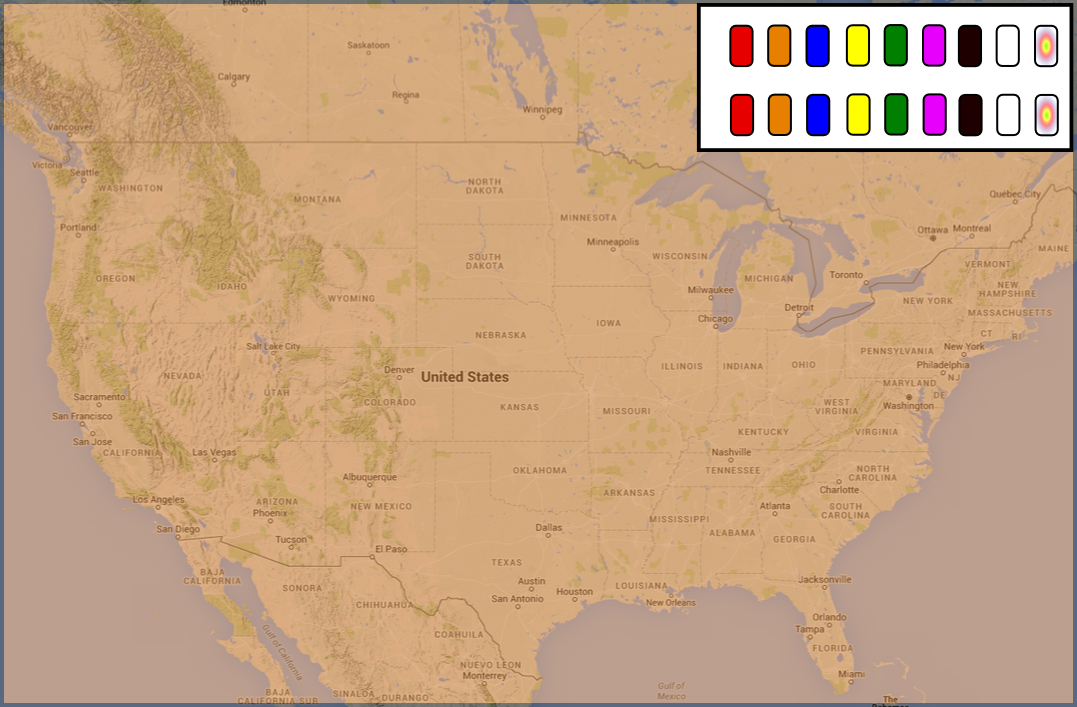 Edmonton
Saskatoon
Calgary
Regina
Winnipeg
Vancouver
Victoria
Seattle
WASHINGTON
MONTANA
NORTH
DAKOTA
MINNESOTA
Québec City
Portland
Ottawa
Montreal
Minneapolis
MAINE
OREGON
IDAHO
WYOMING
SOUTH
DAKOTA
WISCONSIN
MICHIGAN
Toronto
VERMONT
NEW
HAMPSHIRE
Milwaukee
Detroit
NEW YORK
MASSACHUSETTS
Chicago
IOWA
CT
RI
NEBRASKA
Salt Lake City
New York
PENNSYLVANIA
NEVADA
Denver
United States
ILLINOIS
INDIANA
OHIO
Philadelphia
NJ
MARYLAND
DE
UTAH
COLORADO
KANSAS
MISSOURI
WEST
VIRGINIA
Washington
Sacramento
San Francisco
San Jose
CALIFORNIA
KENTUCKY
VIRGINIA
Las Vegas
Nashville
TENNESSEE
Albuquerque
OKLAHOMA
NORTH
CAROLINA
Charlotte
Los Angeles
ARIZONA
Phoenix
NEW MEXICO
ARKANSAS
Atlanta
SOUTH
CAROLINA
San Diego
Tucson
Dallas
MISSISSIPPI
ALABAMA
GEORGIA
El Paso
TEXAS
BAJA
CALIFORNIA
SONORA
Austin
San Antonio
Houston
LOUISIANA
New Orleans
Jacksonville
CHIHUAHUA
Orlando
Tampa
FLORIDA
COAHUILA
Gulf of California
NUEVO LEON
Monterrey
Miami
BAJA
CALIFORNIA SUR
SINALOA
DURANGO
Gulf of
Mexico
The
Bahamas